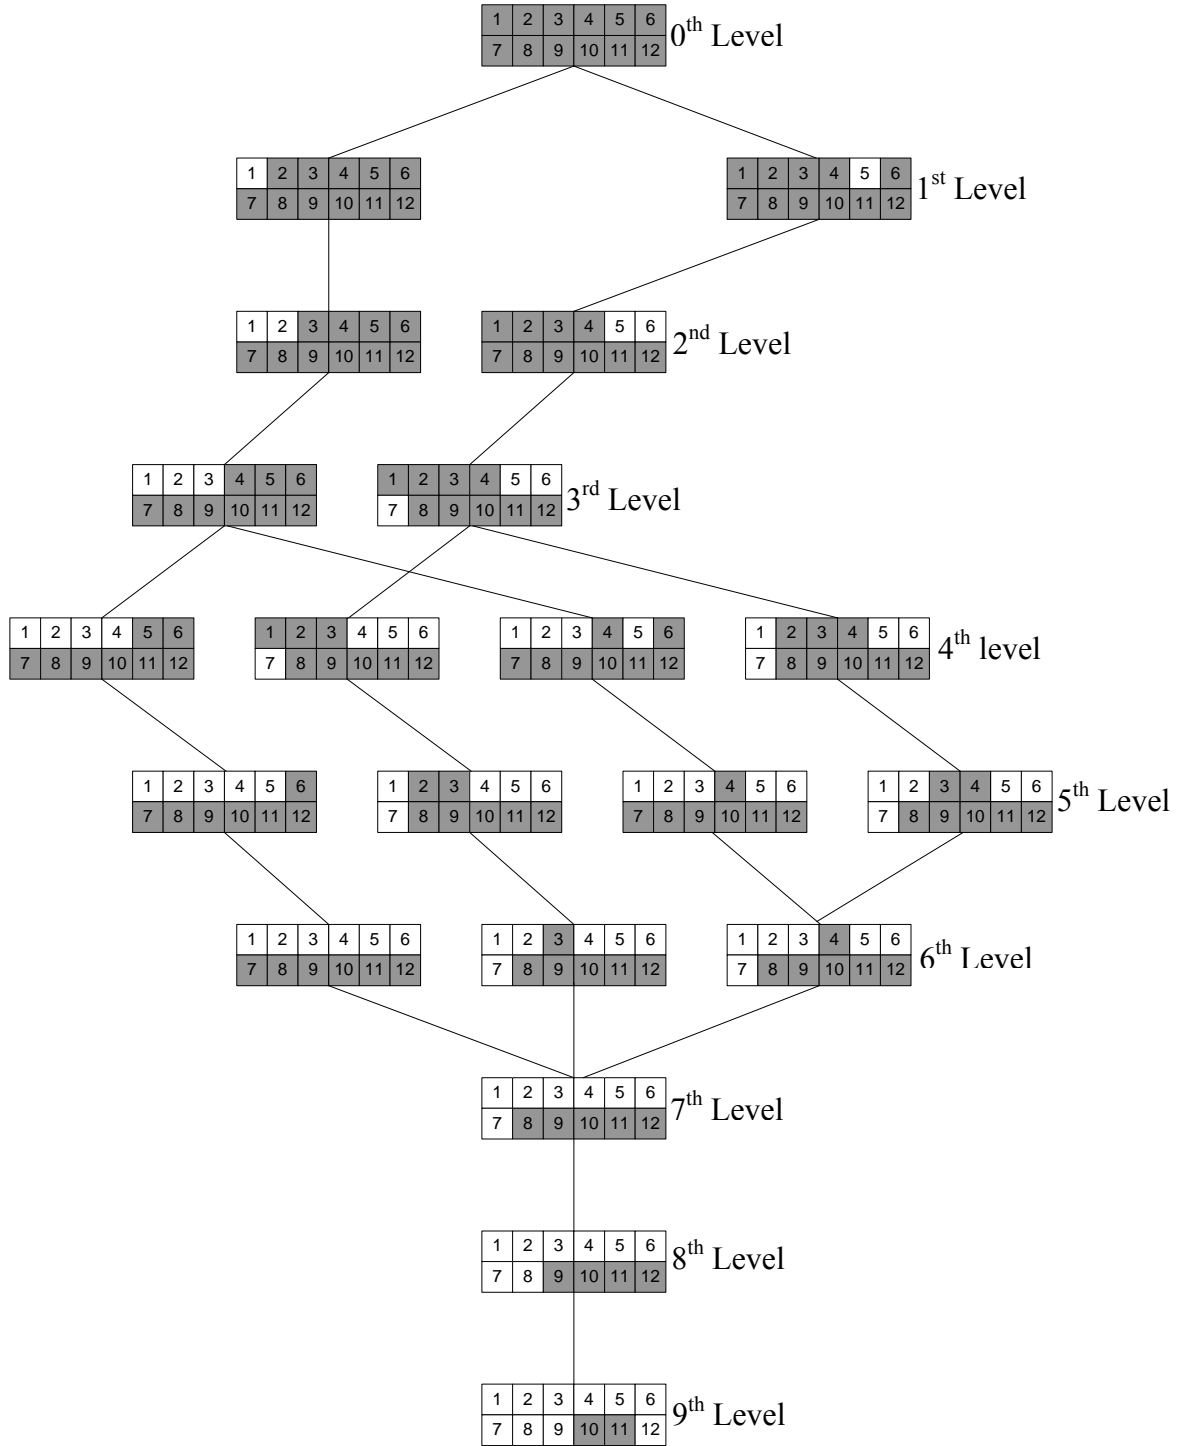 1 2 3 4 5 6 0th Level
7 8 9 10 11 12
1 2 3 4 5 6 1 2 3 4 5 6 1st Level
7 8 9 10 11 12 7 8 9 10 11 12
1 2 3 4 5 6 1 2 3 4 5 6 2nd Level
7 8 9 10 11 12 7 8 9 10 11 12
1 2 3 4 5 6 1 2 3 4 5 6 3rd Level
7 8 9 10 11 12 7 8 9 10 11 12
1 2 3 4 5 6 1 2 3 4 5 6 1 2 3 4 5 6 1 2 3 4 5 6 4th level
7 8 9 10 11 12 7 8 9 10 11 12 7 8 9 10 11 12 7 8 9 10 11 12
1 2 3 4 5 6 1 2 3 4 5 6 1 2 3 4 5 6 1 2 3 4 5 6 5th Level
7 8 9 10 11 12 7 8 9 10 11 12 7 8 9 10 11 12 7 8 9 10 11 12
1 2 3 4 5 6 1 2 3 4 5 6 1 2 3 4 5 6 6th Level
7 8 9 10 11 12 7 8 9 10 11 12 7 8 9 10 11 12
1 2 3 4 5 6 7th Level
7 8 9 10 11 12
1 2 3 4 5 6 8th Level
7 8 9 10 11 12
1 2 3 4 5 6 9th Level
7 8 9 10 11 12